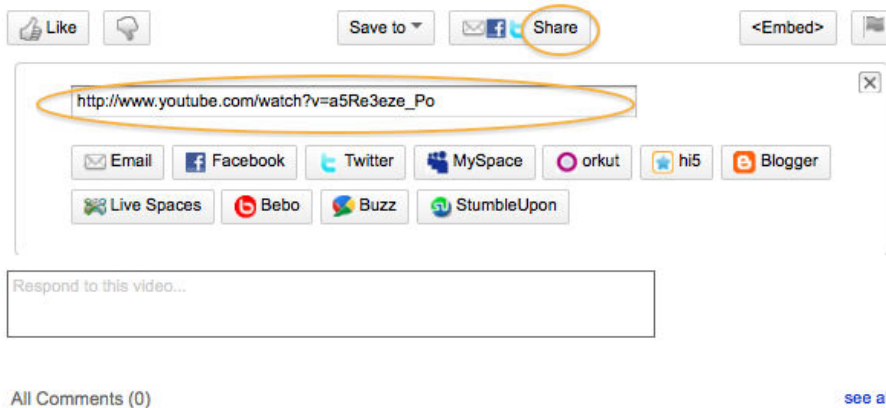 Like Save to Share <Embed>
http://www.youtube.com/watch?v=a5Re3eze_Po
Email Facebook Twitter MySpace orkut hi5 Blogger
Live Spaces Bebo Buzz StumbleUpon
Respond to this video...
All Comments (0) see a